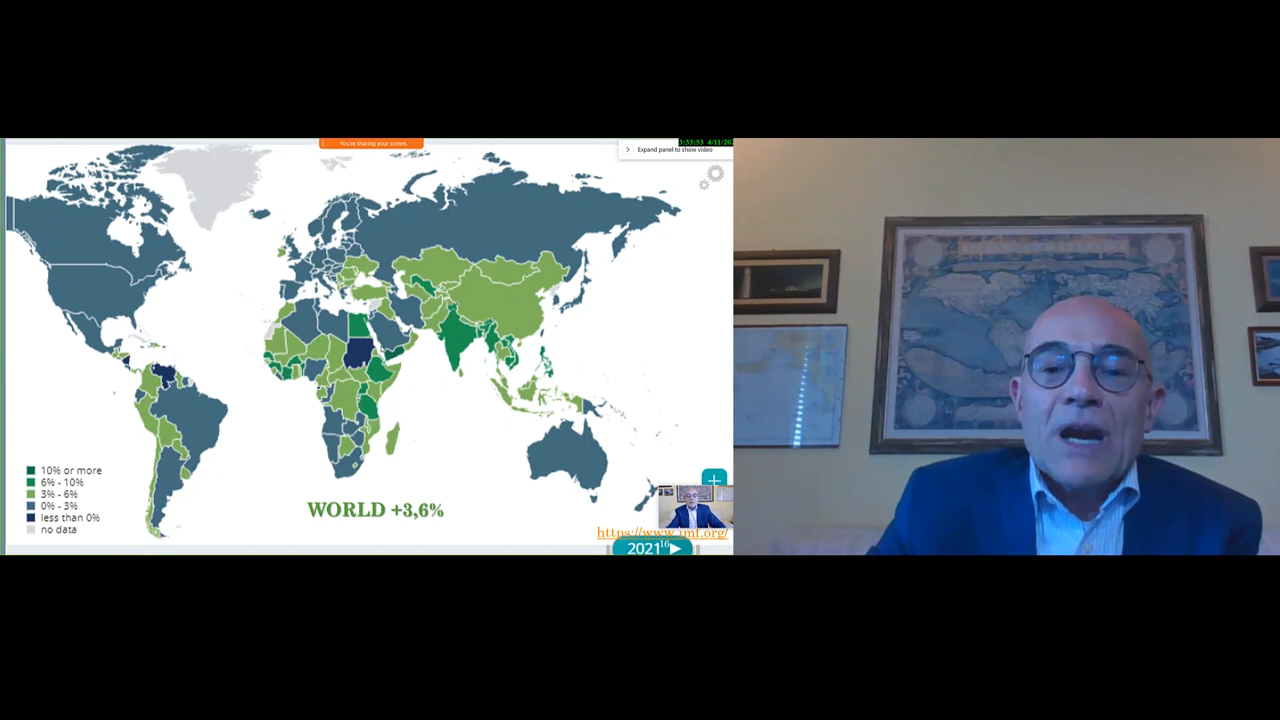 You're sharing your screen.
Expand panel to show video
10% or more
6% - 10%
3% - 6%
0% - 3%
less than 0%
no data
WORLD +3,6%
https://www.imf.org/
2021
16